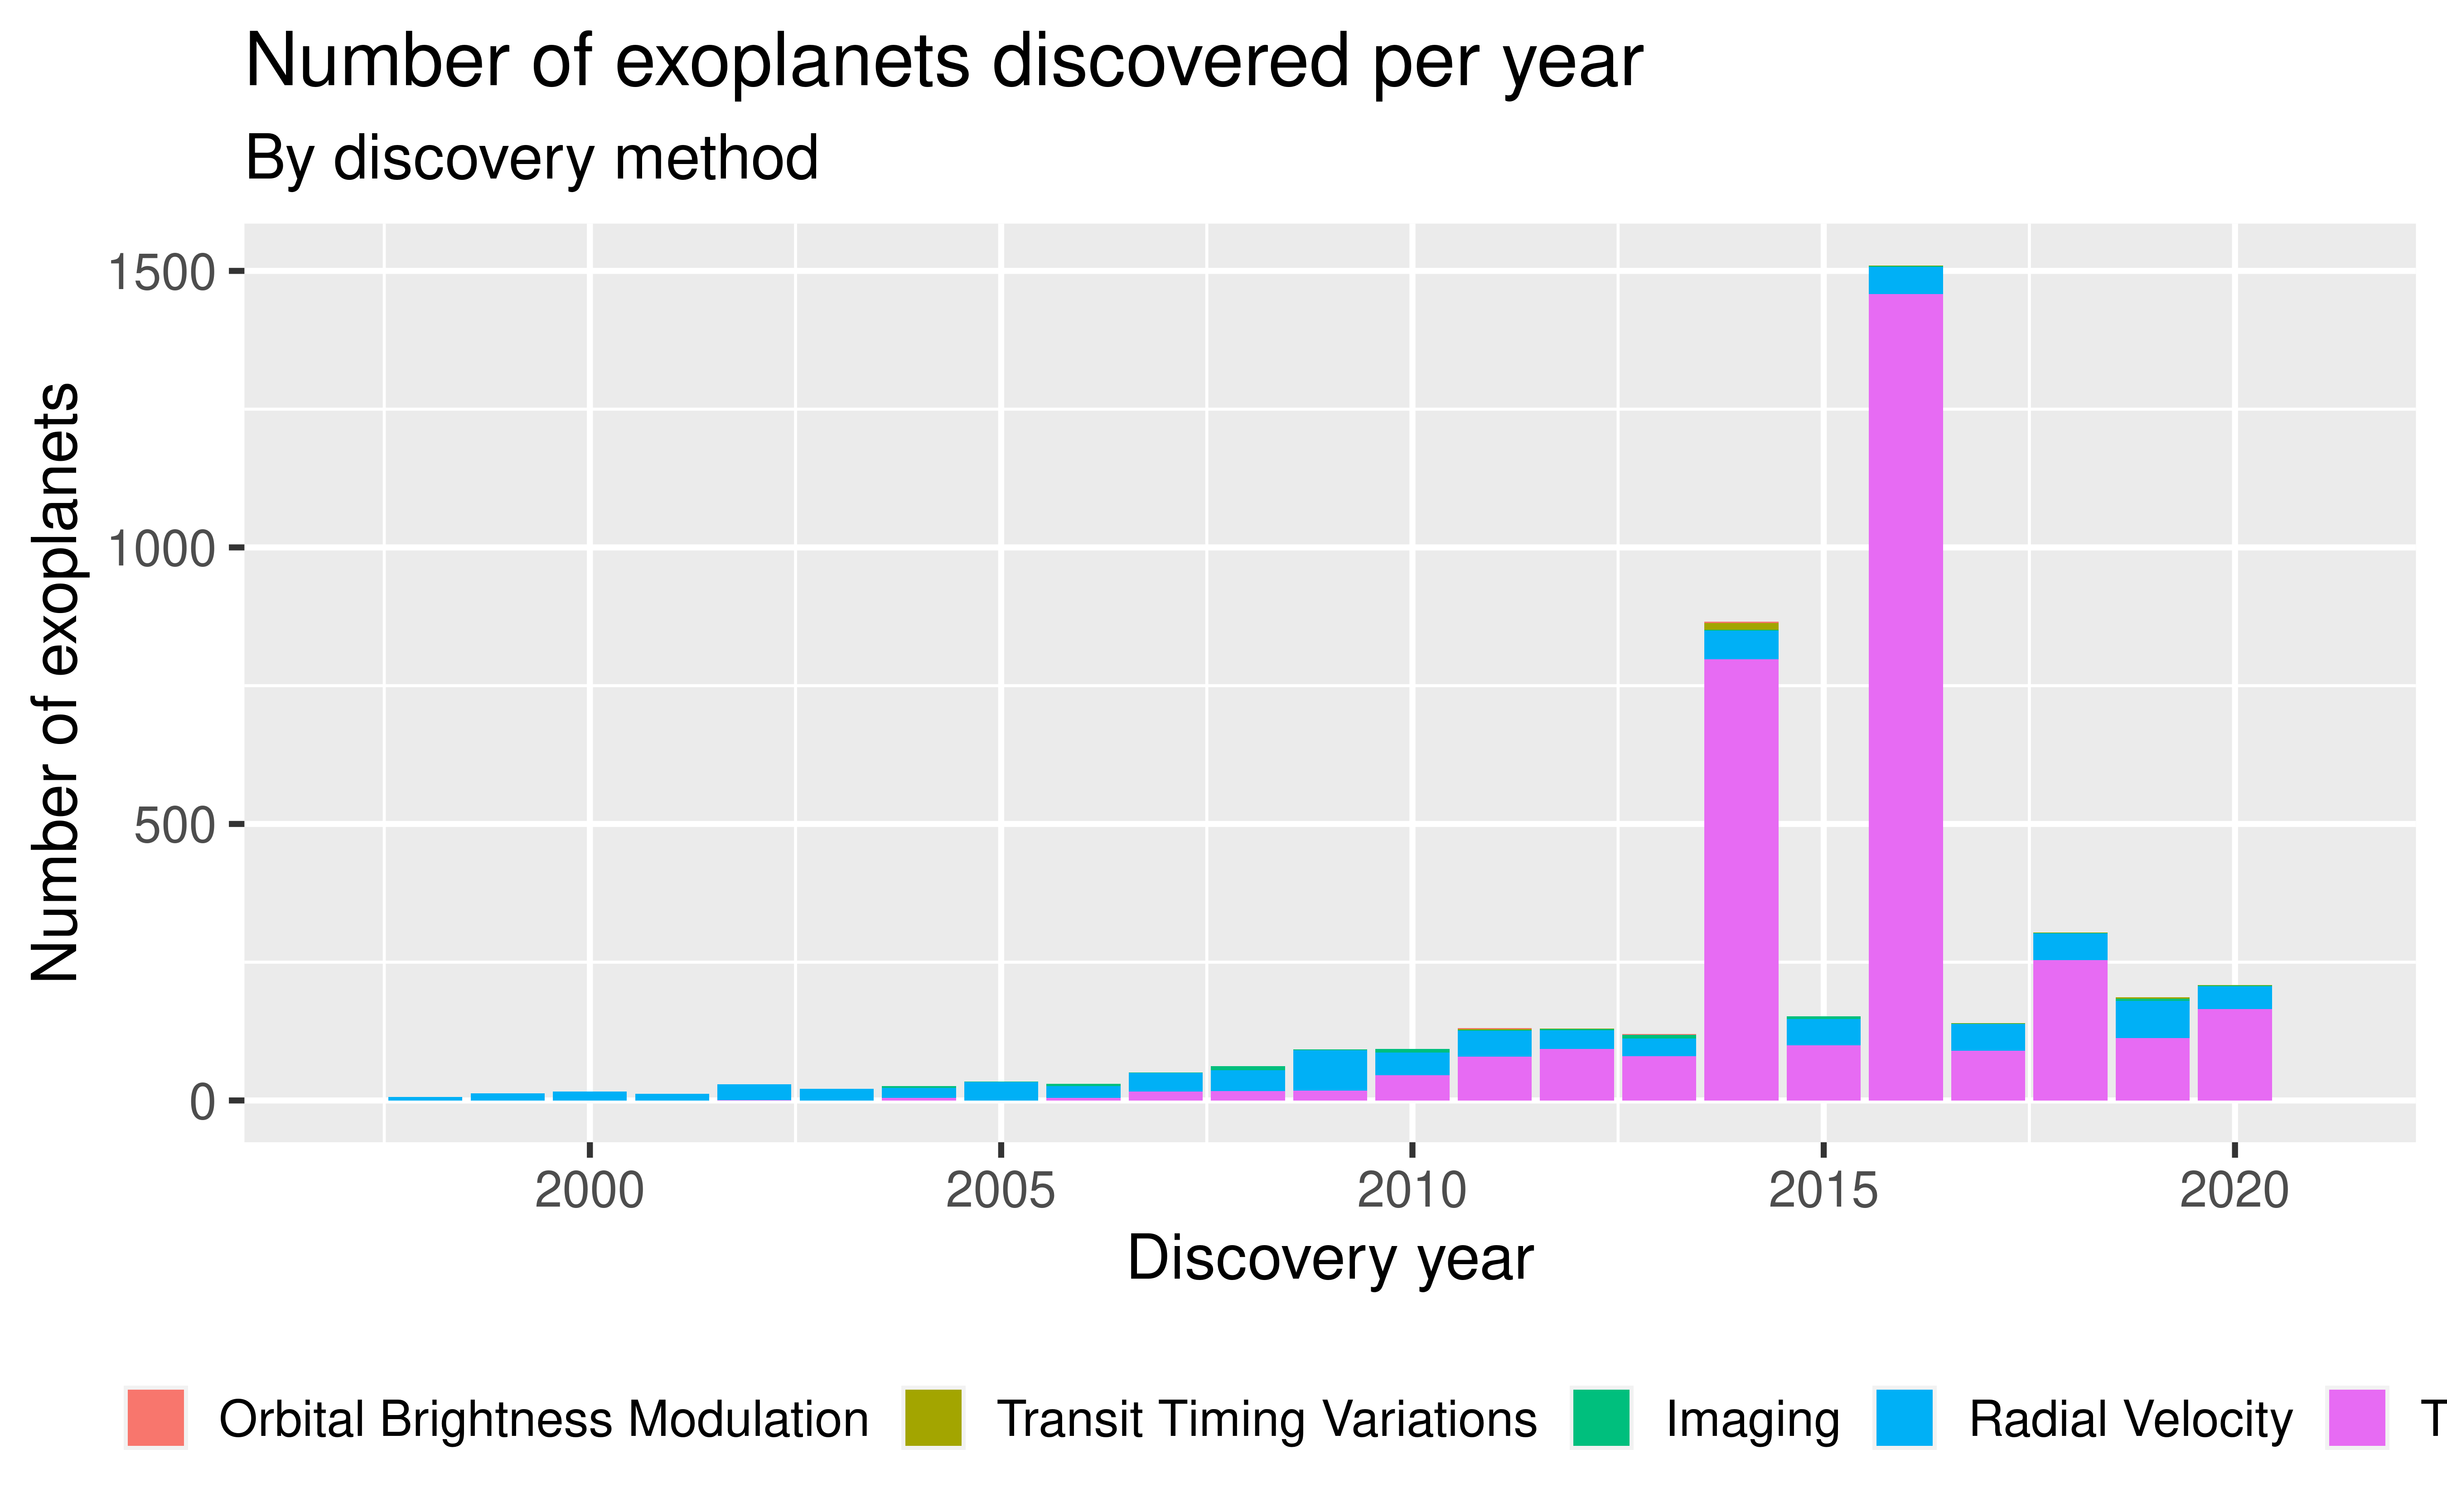 Number of exoplanets discovered per year
By discovery method
Number of exoplanets
1500
1000
500
0
2000 2005 2010 2015 2020
Discovery year
Orbital Brightness Modulation Transit Timing Variations Imaging Radial Velocity T